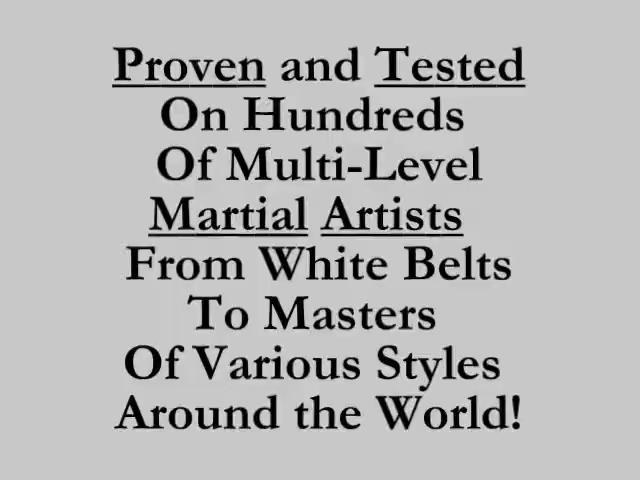 Proven and Tested
On Hundreds
Of Multi-Level
Martial Artists
From White Belts
To Masters
Of Various Styles
Around the World!